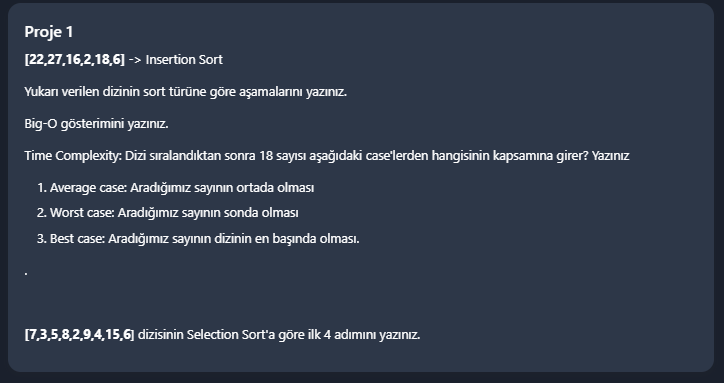 Proje 1
[22,27,16,2,18,6] -> Insertion Sort
Yukarı verilen dizinin sort türüne göre aşamalarını yazınız.
Big-O gösterimini yazınız.
Time Complexity: Dizi sıralandıktan sonra 18 sayısı aşağıdaki case'lerden hangisinin kapsamına girer? Yazınız
1. Average case: Aradığımız sayının ortada olması
2. Worst case: Aradığımız sayının sonda olması
3. Best case: Aradığımız sayının dizinin en başında olması.
.
[7,3,5,8,2,9,4,15,6] dizisinin Selection Sort'a göre ilk 4 adımını yazınız.